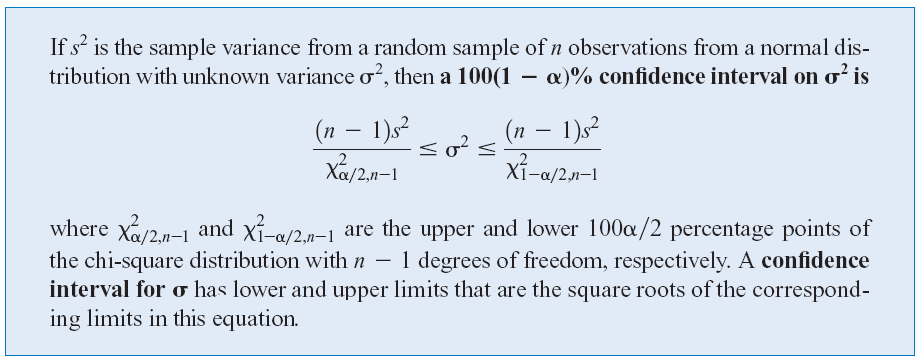 If s² is the sample variance from a random sample of n observations from a normal dis-
tribution with unknown variance σ², then a 100(1 − α)% confidence interval on σ² is
(n − 1)s² / χ²α/2,n−1 ≤ σ² ≤ (n − 1)s² / χ²1−α/2,n−1
where χ²α/2,n−1 and χ²1−α/2,n−1 are the upper and lower 100α/2 percentage points of
the chi-square distribution with n − 1 degrees of freedom, respectively. A confidence
interval for σ has lower and upper limits that are the square roots of the correspond-
ing limits in this equation.